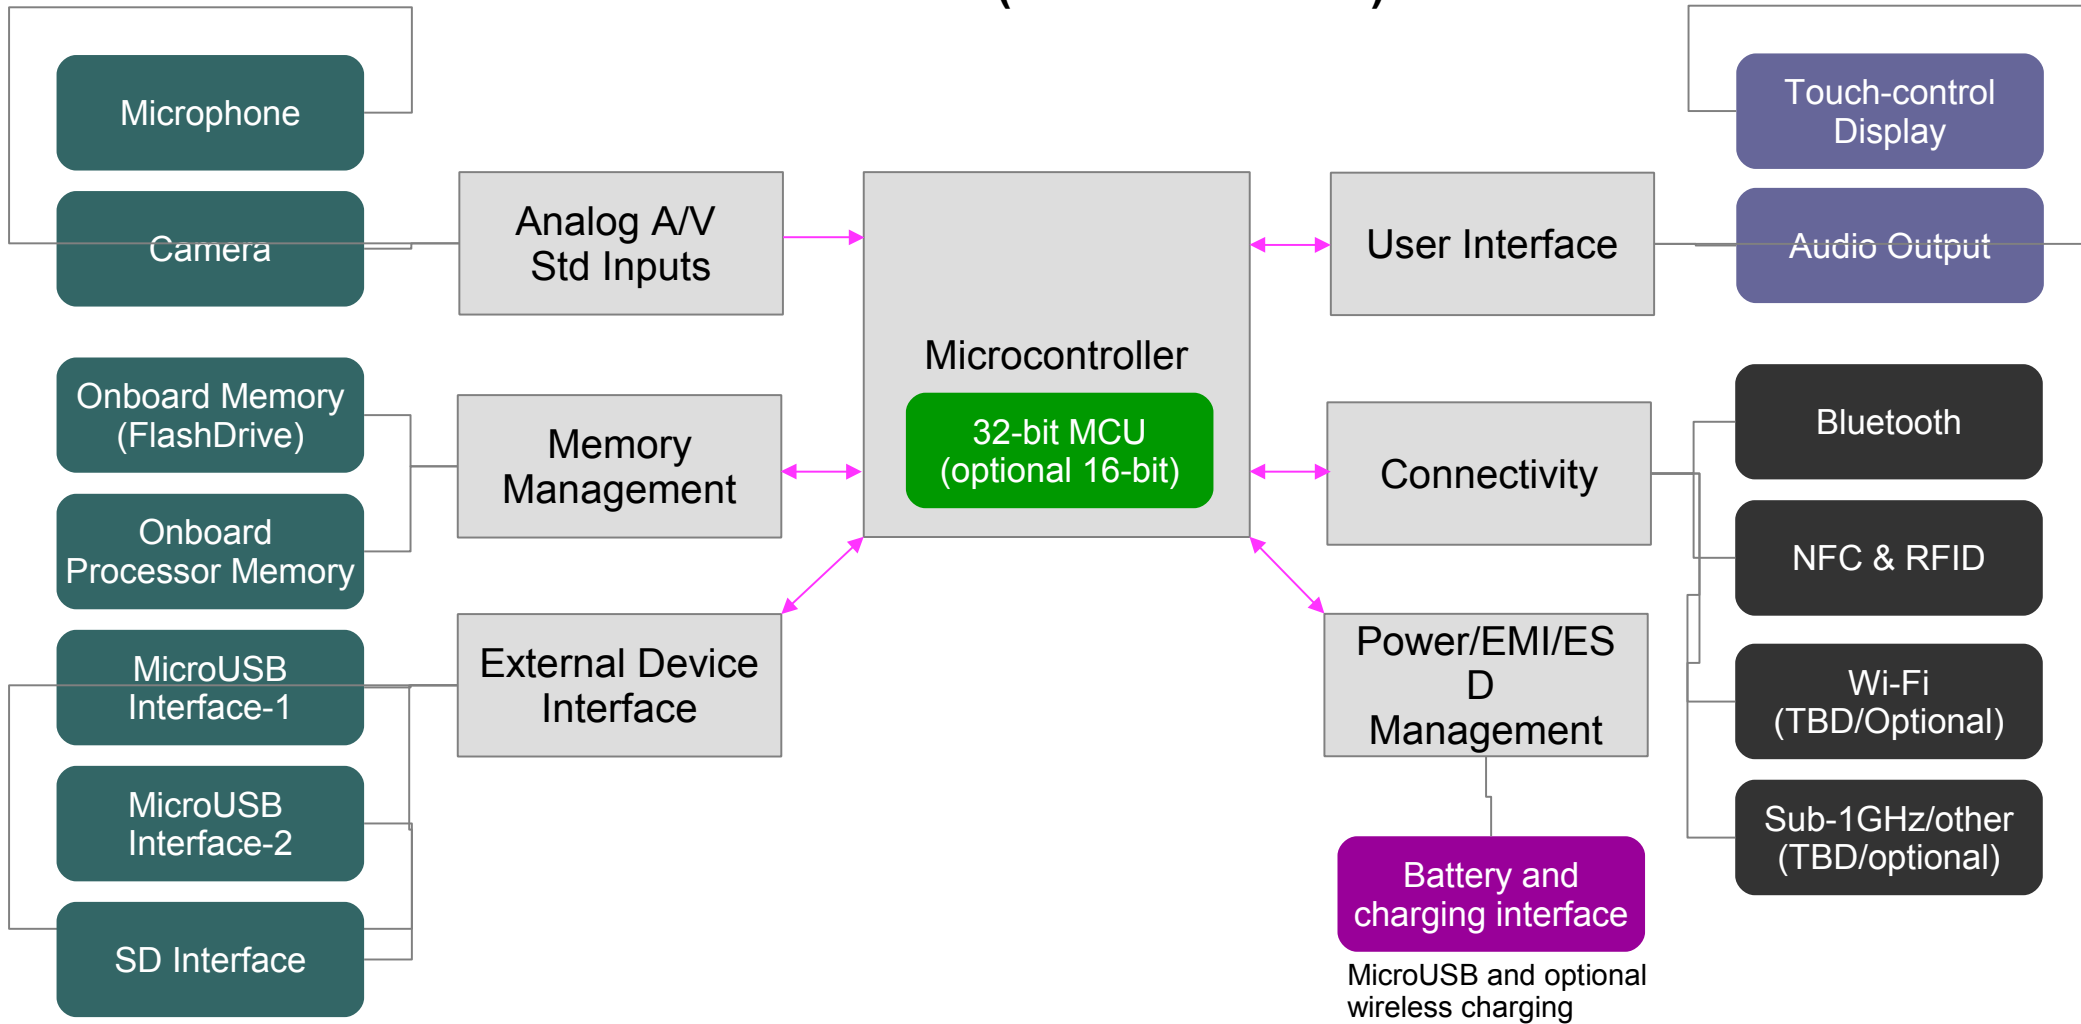 Microphone
Camera
Analog A/V
Std Inputs
Onboard Memory
(FlashDrive)
Onboard
Processor Memory
Memory
Management
MicroUSB
Interface-1
MicroUSB
Interface-2
SD Interface
External Device
Interface
Microcontroller
32-bit MCU
(optional 16-bit)
User Interface
Touch-control
Display
Audio Output
Connectivity
Bluetooth
NFC & RFID
Wi-Fi
(TBD/Optional)
Sub-1GHz/other
(TBD/optional)
Power/EMI/ES
D
Management
Battery and
charging interface
MicroUSB and optional
wireless charging